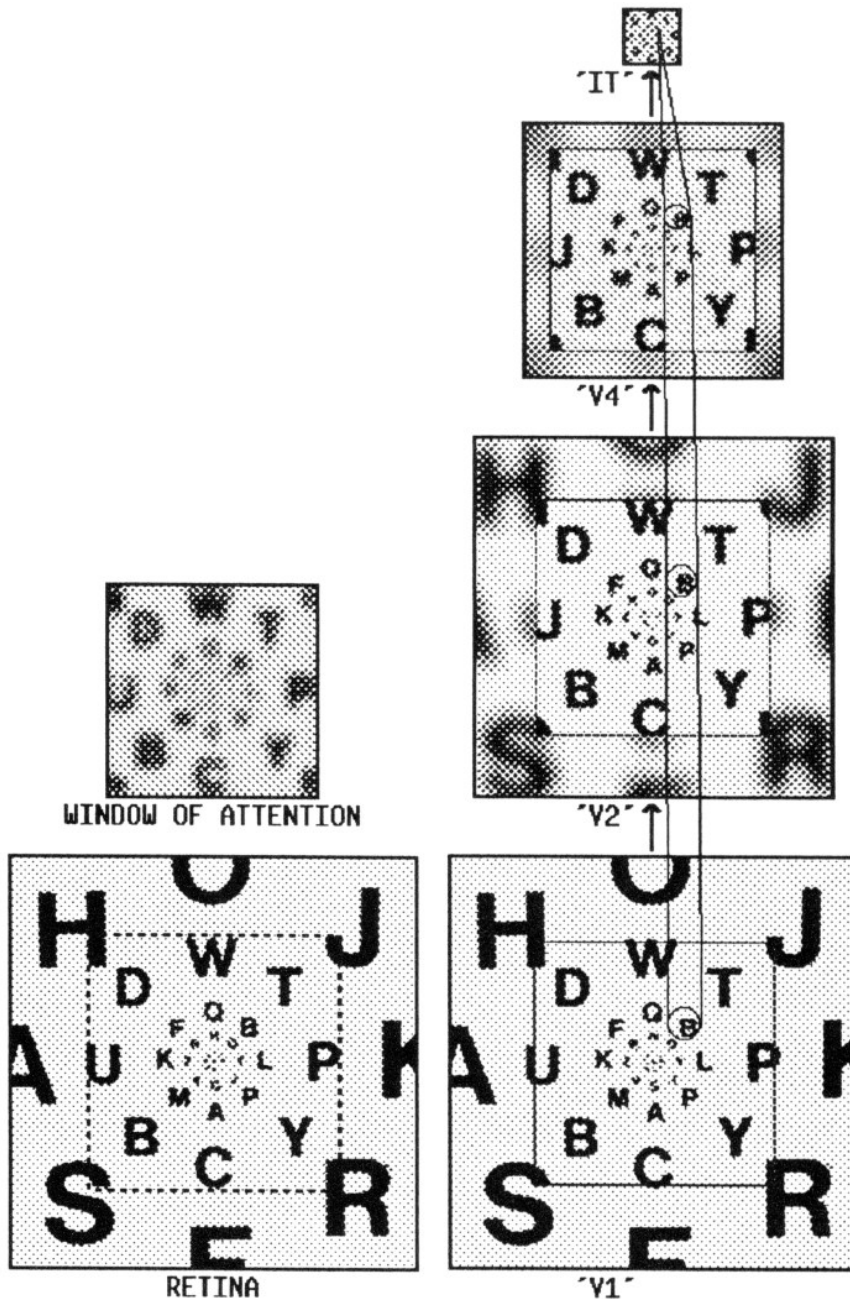 ´IT´
W
D T
Q
F B
J K L P
M P
A
B Y
C
´V4´
H J
W
D T
Q
F B
J K L P
M P
A
B Y
C
S R
´V2´
W
D T
J P
B Y
C
WINDOW OF ATTENTION
O
H J
W
D T
Q
F B
A U K L P K
M P
A
B Y
C
S R
E
RETINA
O
H J
W
D T
Q
F B
A U K L P K
M P
A
B Y
C
S R
E
´V1´